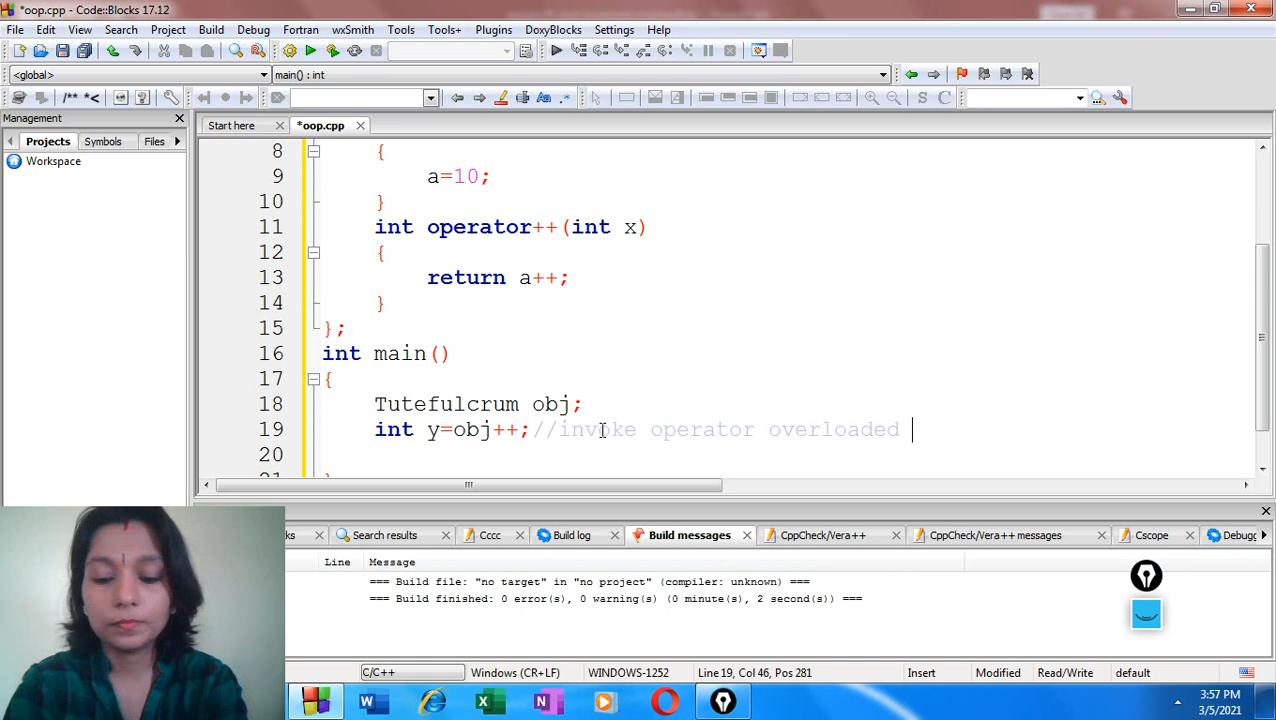 *oop.cpp - Code::Blocks 17.12
File Edit View Search Project Build Debug Fortran wxSmith Tools Tools+ Plugins DoxyBlocks Settings Help
<global> main() : int
/** *< Aa .* S C
Management
Start here *oop.cpp
Projects Symbols Files
Workspace
8 {
9 a=10;
10 }
11 int operator++(int x)
12 {
13 return a++;
14 }
15 };
16 int main()
17 {
18 Tutefulcrum obj;
19 int y=obj++;//invoke operator overloaded
20
Search results Cccc Build log Build messages CppCheck/Vera++ CppCheck/Vera++ messages Cscope
Line Message
=== Build file: "no target" in "no project" (compiler: unknown) ===
=== Build finished: 0 error(s), 0 warning(s) (0 minute(s), 2 second(s)) ===
C/C++ Windows (CR+LF) WINDOWS-1252 Line 19, Col 46, Pos 281 Insert Modified Read/Write default
3:57 PM
3/5/2021